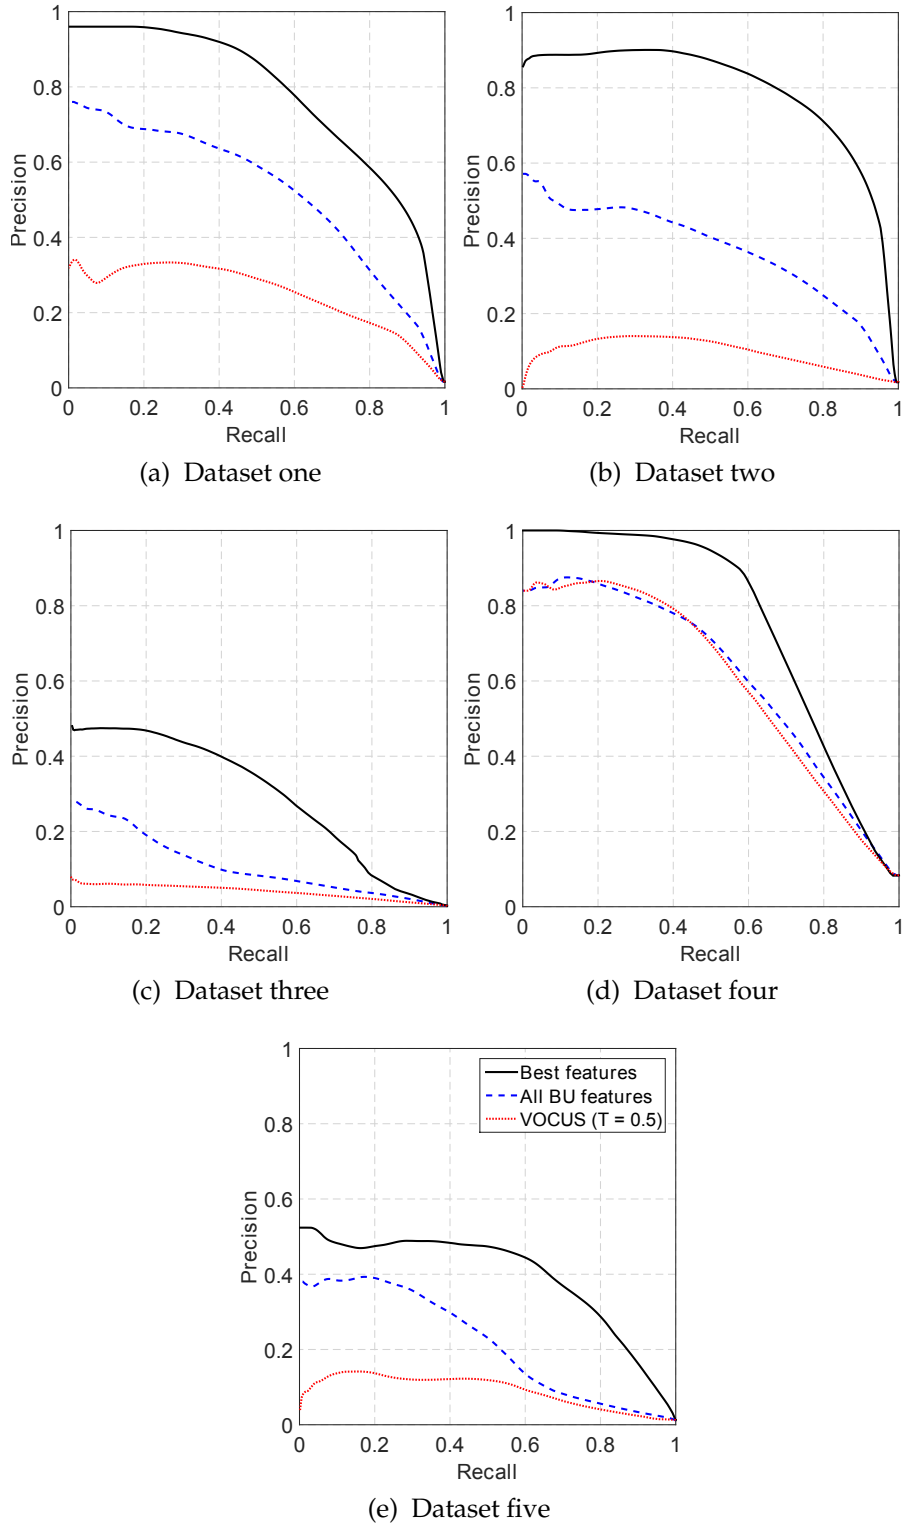 1
0.8
0.6
0.4
0.2
0
Precision
0 0.2 0.4 0.6 0.8 1
Recall
(a) Dataset one
1
0.8
0.6
0.4
0.2
0
Precision
0 0.2 0.4 0.6 0.8 1
Recall
(b) Dataset two
1
0.8
0.6
0.4
0.2
0
Precision
0 0.2 0.4 0.6 0.8 1
Recall
(c) Dataset three
1
0.8
0.6
0.4
0.2
0
Precision
0 0.2 0.4 0.6 0.8 1
Recall
(d) Dataset four
1
0.8
0.6
0.4
0.2
0
Precision
Best features
All BU features
VOCUS (T = 0.5)
0 0.2 0.4 0.6 0.8 1
Recall
(e) Dataset five